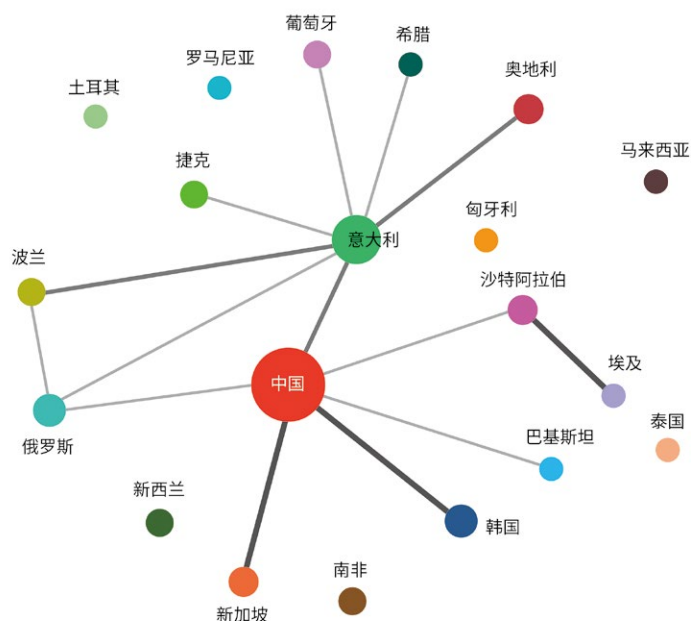 葡萄牙
希腊
罗马尼亚
奥地利
土耳其
马来西亚
捷克
匈牙利
意大利
波兰
沙特阿拉伯
埃及
中国
泰国
巴基斯坦
俄罗斯
新西兰
韩国
南非
新加坡